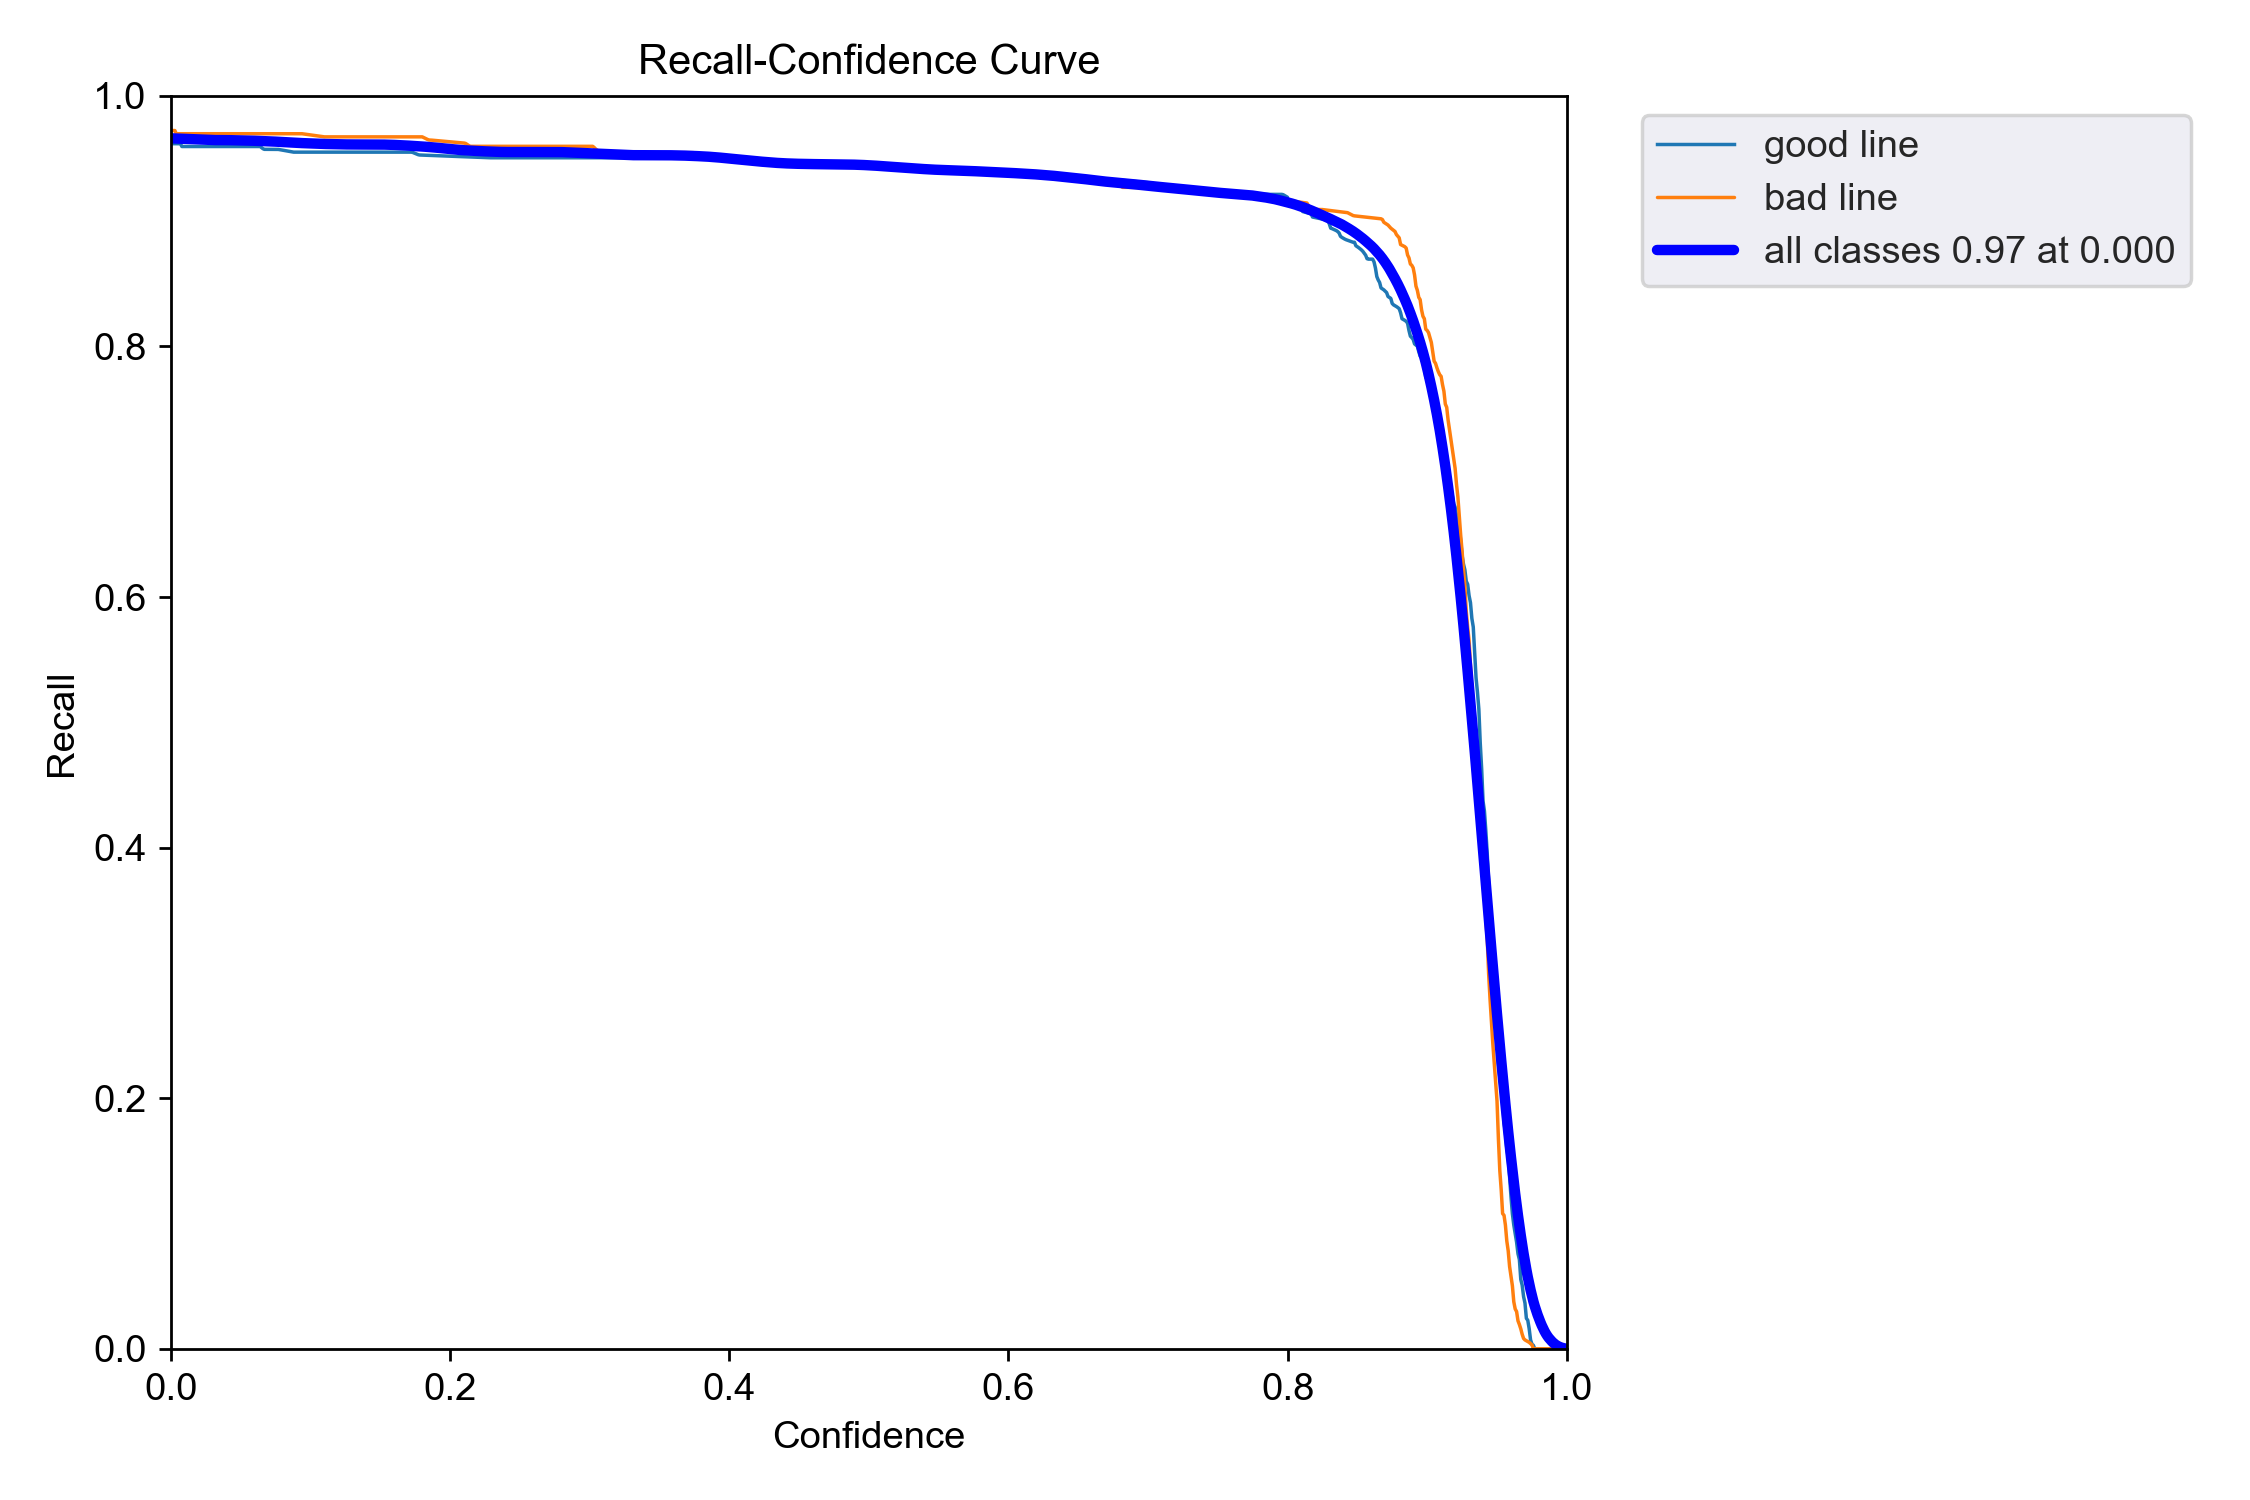 Recall-Confidence Curve
1.0
0.8
0.6
0.4
0.2
0.0
Recall
0.0 0.2 0.4 0.6 0.8 1.0
Confidence
good line
bad line
all classes 0.97 at 0.000